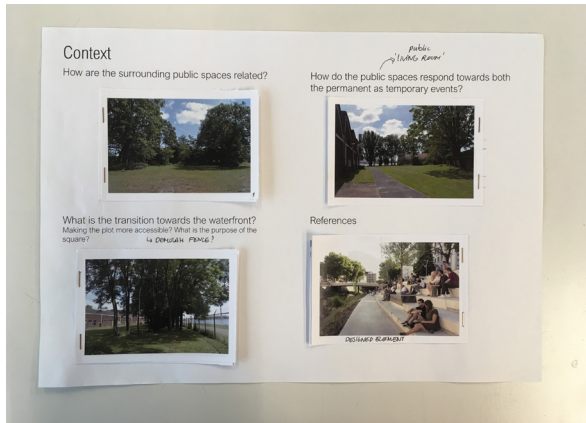 Context
How are the surrounding public spaces related?
public
'LIVING ROOM'
How do the public spaces respond towards both
the permanent as temporary events?
What is the transition towards the waterfront?
Making the plot more accessible? What is the purpose of the
square?
↳ DEMOLISH FENCE?
References
DESIGNED ELEMENT